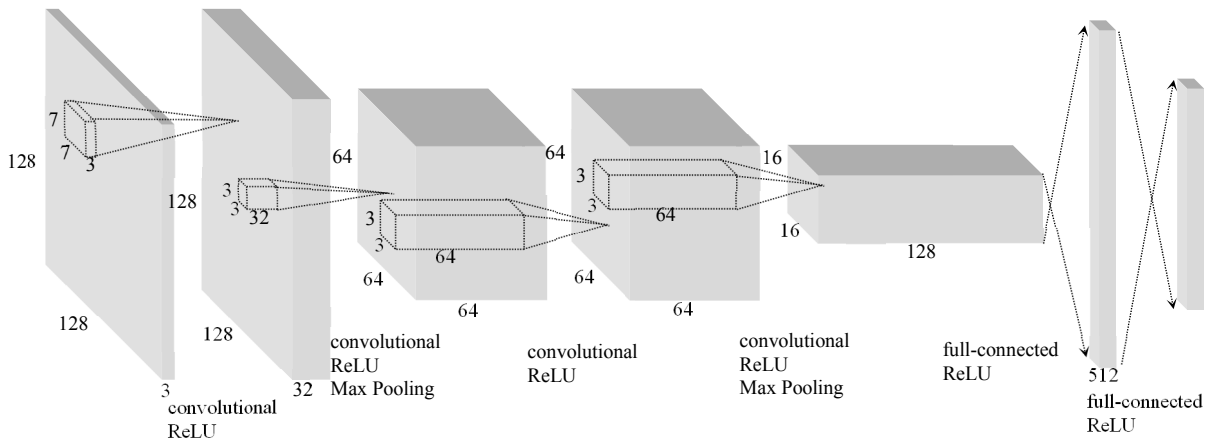 7
7
3
128
128
3
convolutional
ReLU
3
3
32
128
128
32
convolutional
ReLU
Max Pooling
64
3
3
64
64
64
convolutional
ReLU
64
3
3
64
64
64
convolutional
ReLU
Max Pooling
16
16
128
full-connected
ReLU
512
full-connected
ReLU